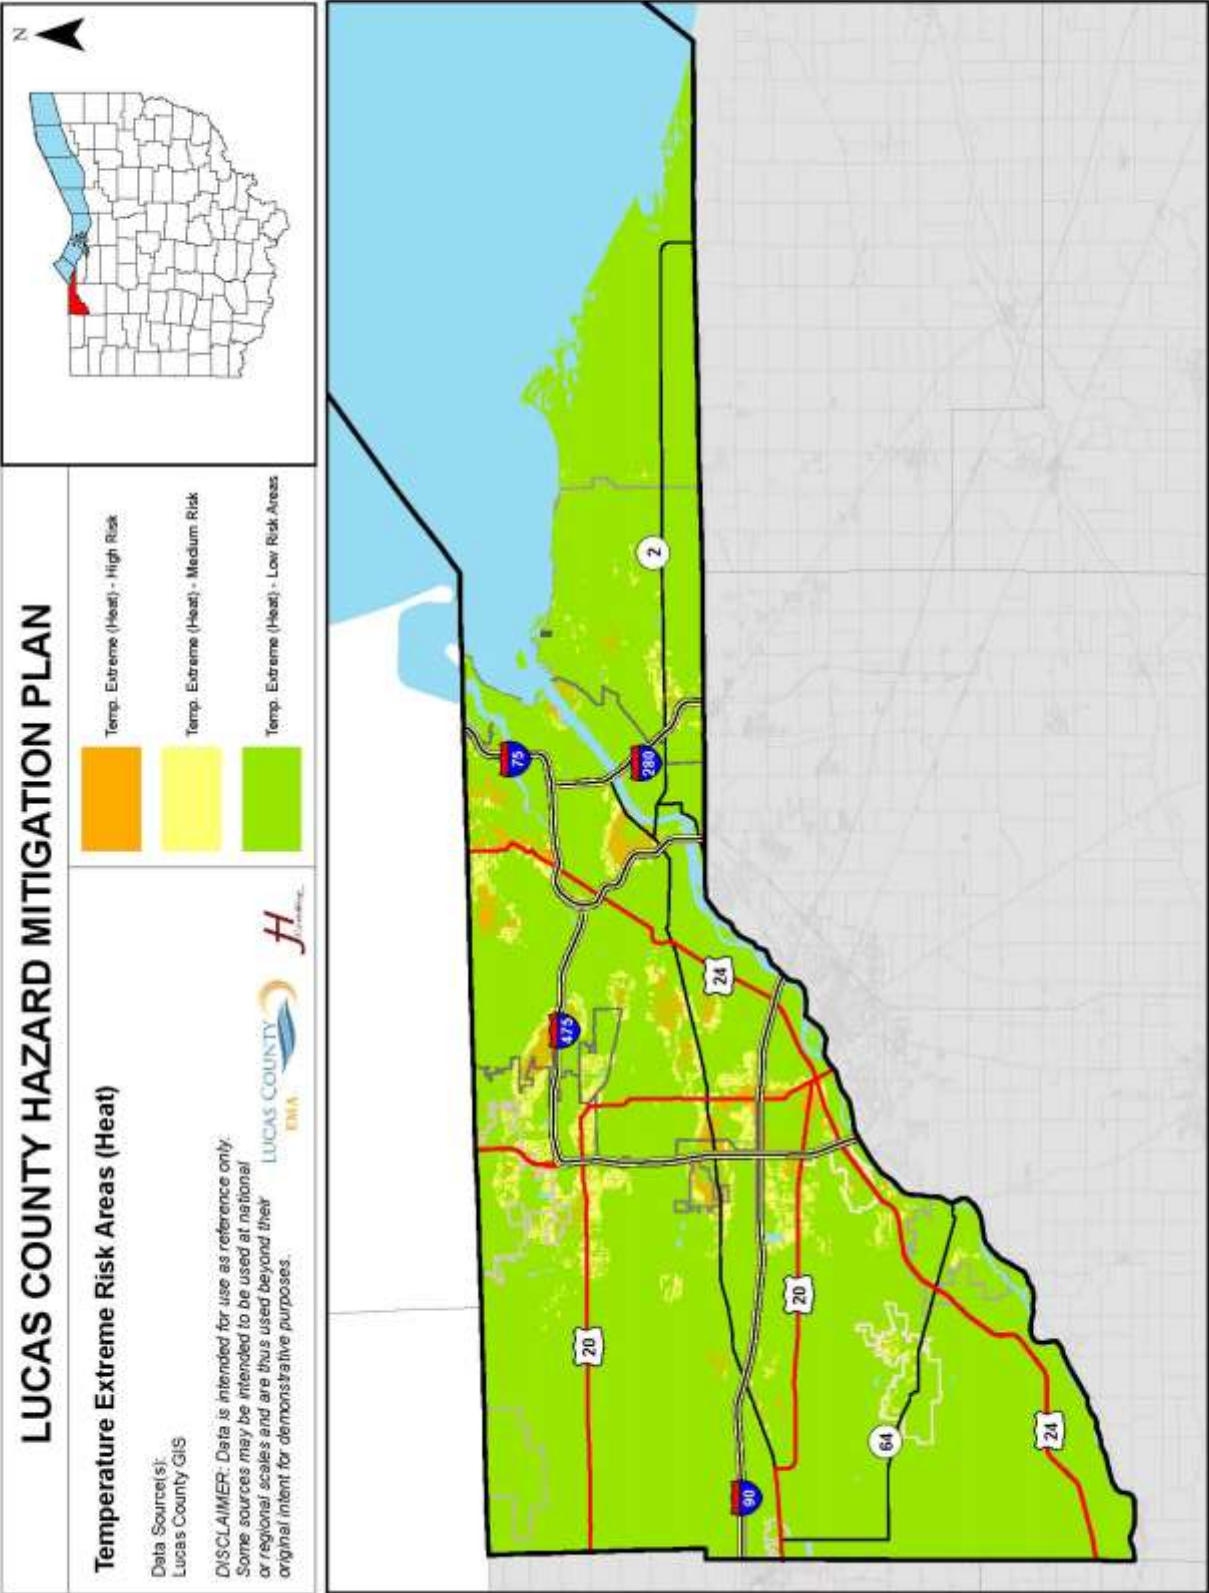 LUCAS COUNTY HAZARD MITIGATION PLAN
Temperature Extreme Risk Areas (Heat)
Data Source(s):
Lucas County GIS
DISCLAIMER: Data is intended for use as reference only.
Some sources may be intended to be used at national
or regional scales and are thus used beyond their
original intent for demonstrative purposes.
LUCAS COUNTY
EMA
JH
Temp. Extreme (Heat) - High Risk
Temp. Extreme (Heat) - Medium Risk
Temp. Extreme (Heat) - Low Risk Areas
N
75
280
2
475
24
20
20
90
64
24